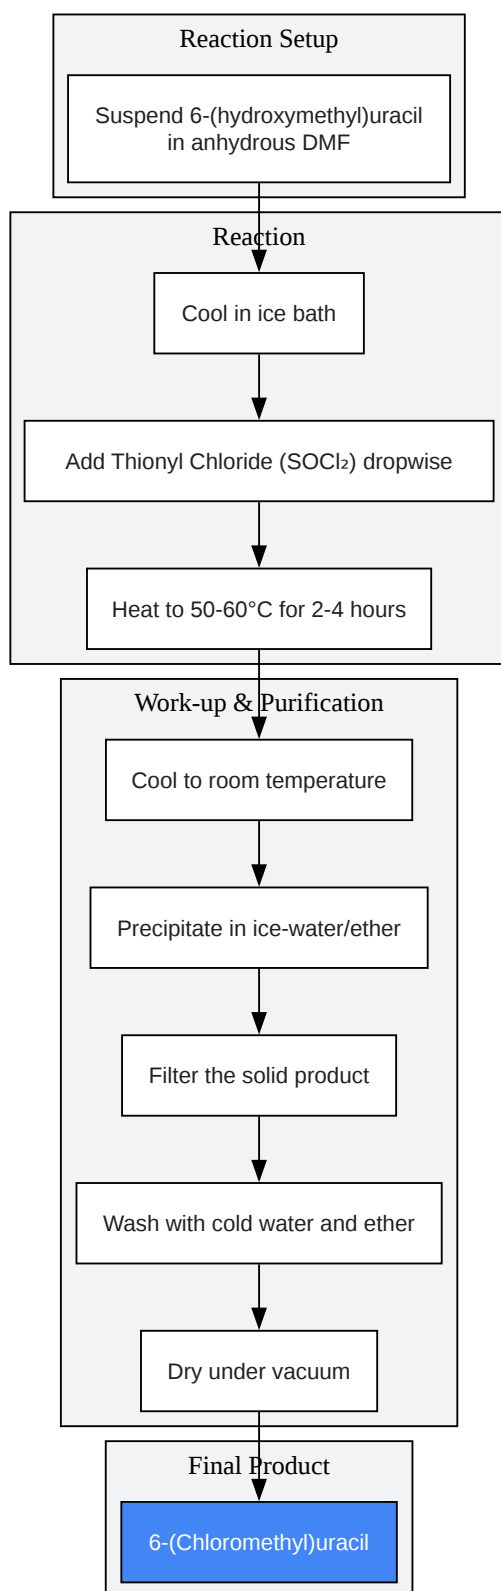 Reaction Setup
Suspend 6-(hydroxymethyl)uracil
in anhydrous DMF
Reaction
Cool in ice bath
Add Thionyl Chloride (SOCl₂) dropwise
Heat to 50-60°C for 2-4 hours
Work-up & Purification
Cool to room temperature
Precipitate in ice-water/ether
Filter the solid product
Wash with cold water and ether
Dry under vacuum
Final Product
6-(Chloromethyl)uracil